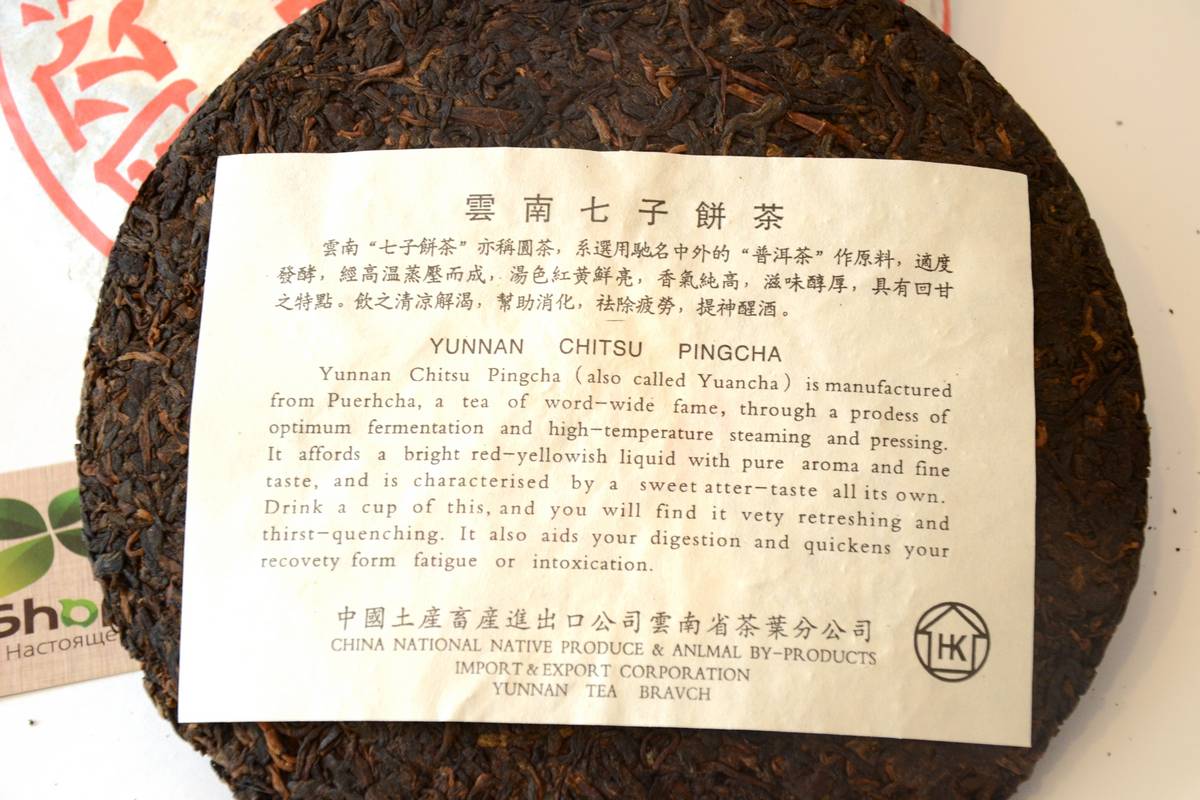 雲南七子餅茶
雲南“七子餅茶”亦稱圓茶，系選用馳名中外的“普洱茶”作原料，適度
發酵，經高温蒸壓而成，湯色紅黄鮮亮，香氣純高，滋味醇厚，具有回甘
之特點。飲之清凉解渴，幫助消化，祛除疲勞，提神醒酒。
YUNNAN CHITSU PINGCHA
Yunnan Chitsu Pingcha (also called Yuancha) is manufactured
from Puerhcha, a tea of word-wide fame, through a prodess of
optimum fermentation and high-temperature steaming and pressing.
It affords a bright red-yellowish liquid with pure aroma and fine
taste, and is characterised by a sweet atter-taste all its own.
Drink a cup of this, and you will find it vety retreshing and
thirst-quenching. It also aids your digestion and quickens your
recovety form fatigue or intoxication.
中國土産畜産進出口公司雲南省茶葉分公司
CHINA NATIONAL NATIVE PRODUCE & ANLMAL BY-PRODUCTS
IMPORT & EXPORT CORPORATION
YUNNAN TEA BRAVCH
HK
Sho
Настояще